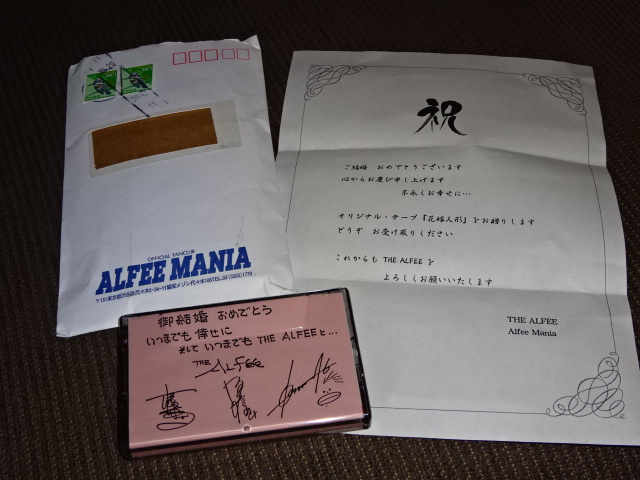 OFFICIAL FANCLUB
ALFEE MANIA
祝
ご結婚 おめでとうございます
心からお慶び申し上げます
末永くお幸せに…
オリジナル・テープ『花嫁人形』をお贈りします
どうぞ お受け取りください
これからも THE ALFEE を
よろしくお願いいたします
THE ALFEE
Alfee Mania
御結婚 おめでとう
いつまでも 倖せに
そして いつまでも THE ALFEE と…
THE ALFEE